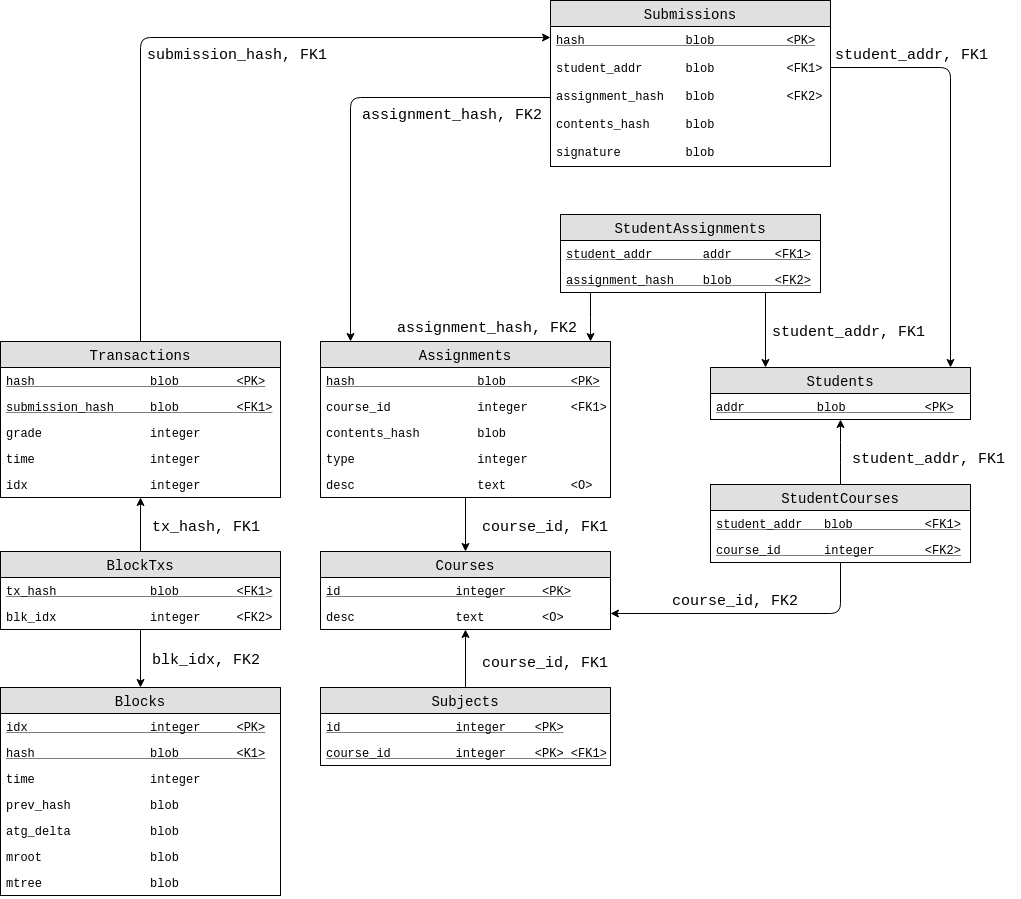 Submissions
hash blob <PK>
student_addr blob <FK1>
assignment_hash blob <FK2>
contents_hash blob
signature blob
submission_hash, FK1
assignment_hash, FK2
student_addr, FK1
StudentAssignments
student_addr addr <FK1>
assignment_hash blob <FK2>
assignment_hash, FK2
student_addr, FK1
Transactions
hash blob <PK>
submission_hash blob <FK1>
grade integer
time integer
idx integer
Assignments
hash blob <PK>
course_id integer <FK1>
contents_hash blob
type integer
desc text <O>
Students
addr blob <PK>
student_addr, FK1
StudentCourses
student_addr blob <FK1>
course_id integer <FK2>
tx_hash, FK1
course_id, FK1
BlockTxs
tx_hash blob <FK1>
blk_idx integer <FK2>
Courses
id integer <PK>
desc text <O>
course_id, FK2
blk_idx, FK2
course_id, FK1
Blocks
idx integer <PK>
hash blob <K1>
time integer
prev_hash blob
atg_delta blob
mroot blob
mtree blob
Subjects
id integer <PK>
course_id integer <PK> <FK1>